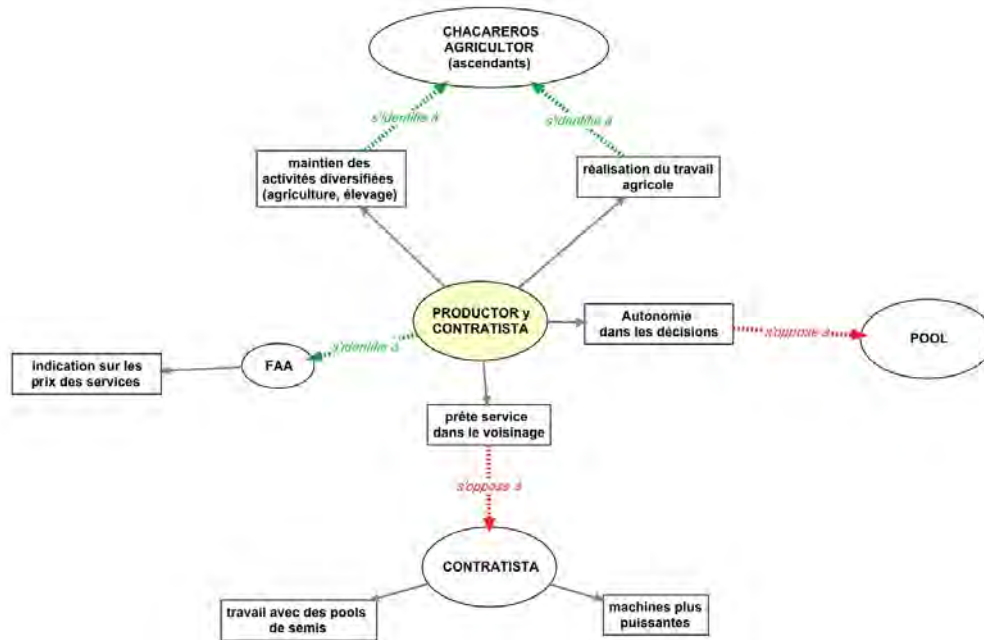 CHACAREROS
AGRICULTOR
(ascendants)
s'identifie à
s'identifie à
maintien des
activités diversifiées
(agriculture, élevage)
réalisation du travail
agricole
PRODUCTOR y
CONTRATISTA
Autonomie
dans les décisions
s'oppose à
POOL
s'identifie à
FAA
indication sur les
prix des services
prête service
dans le voisinage
s'oppose à
CONTRATISTA
travail avec des pools
de semis
machines plus
puissantes